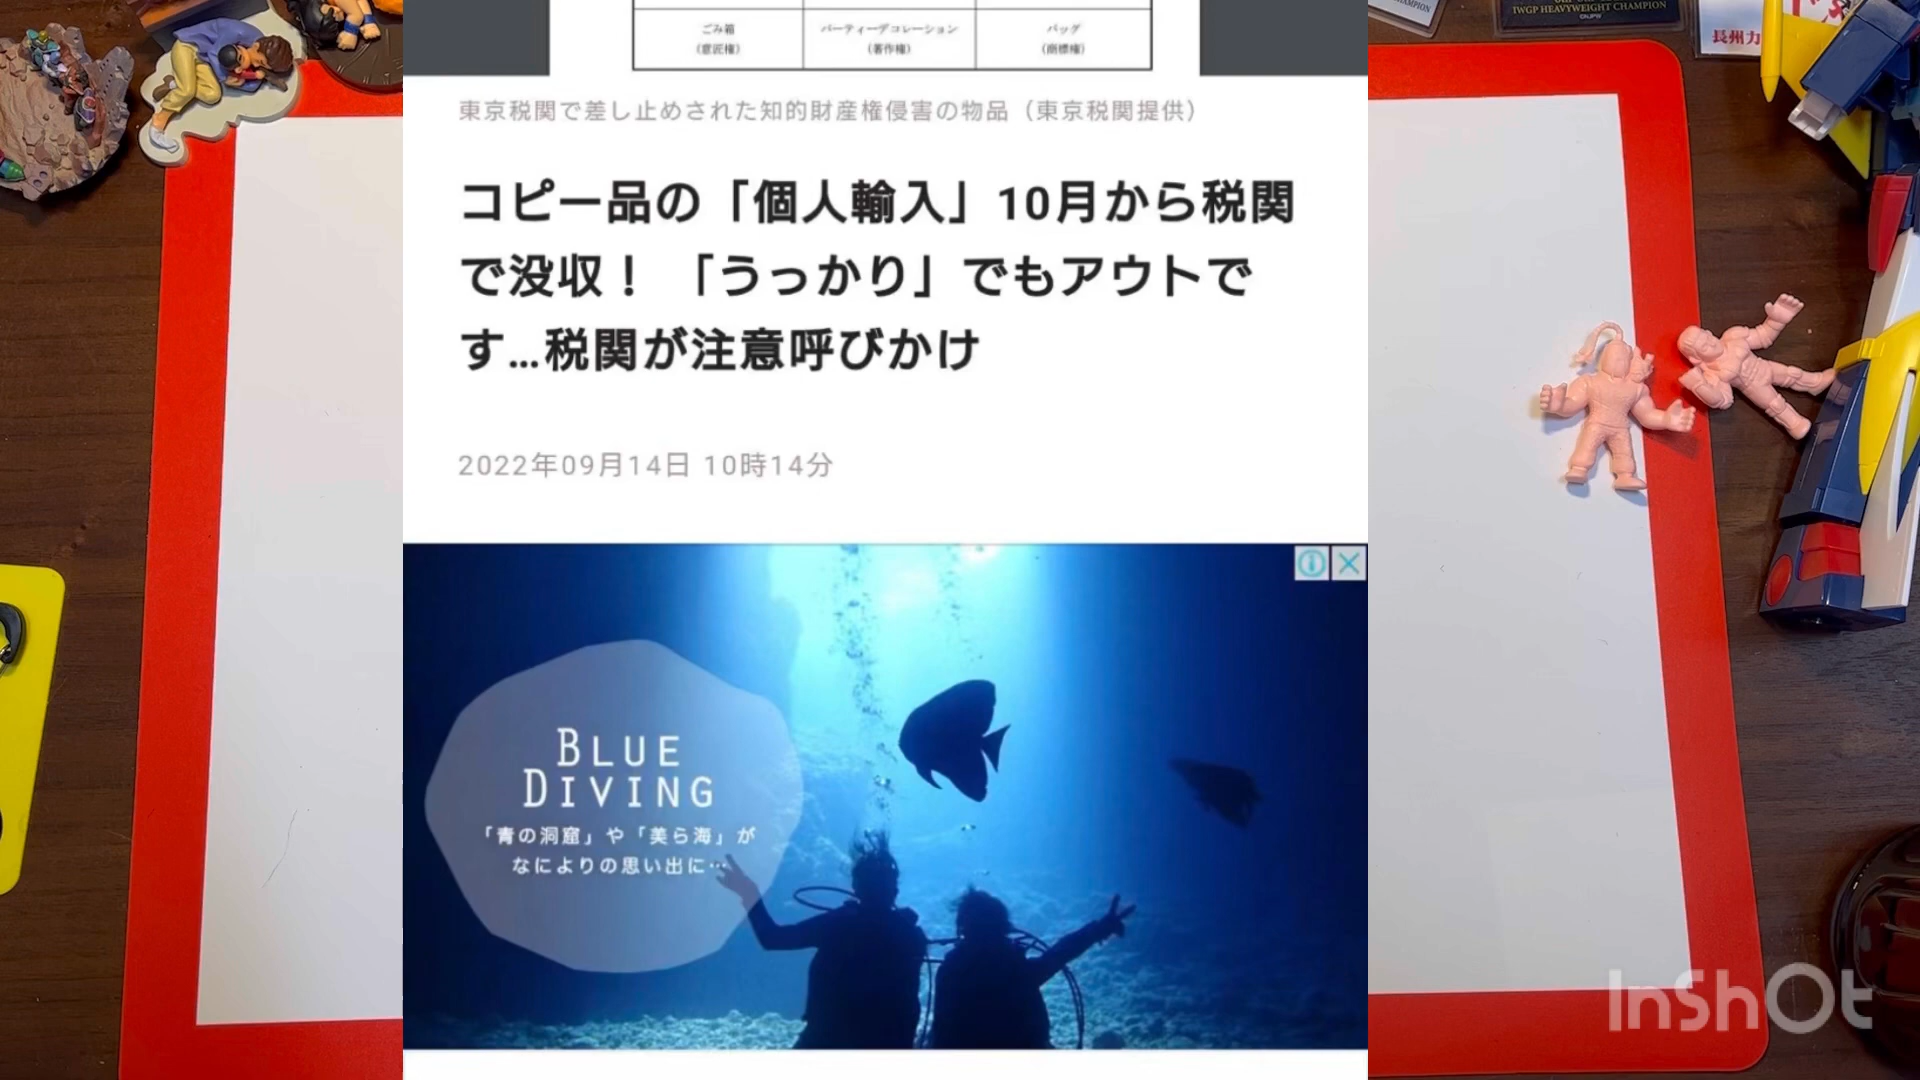 ごみ箱
(意匠権)
パーティーデコレーション
(著作権)
バッグ
(商標権)
東京税関で差し止めされた知的財産権侵害の物品（東京税関提供）
コピー品の「個人輸入」10月から税関
で没収！ 「うっかり」でもアウトで
す...税関が注意呼びかけ
2022年09月14日 10時14分
BLUE
DIVING
「青の洞窟」や「美ら海」が
なによりの思い出に…
CHAMPION
IWGP HEAVYWEIGHT CHAMPION
©NJPW
長州力
InShOt